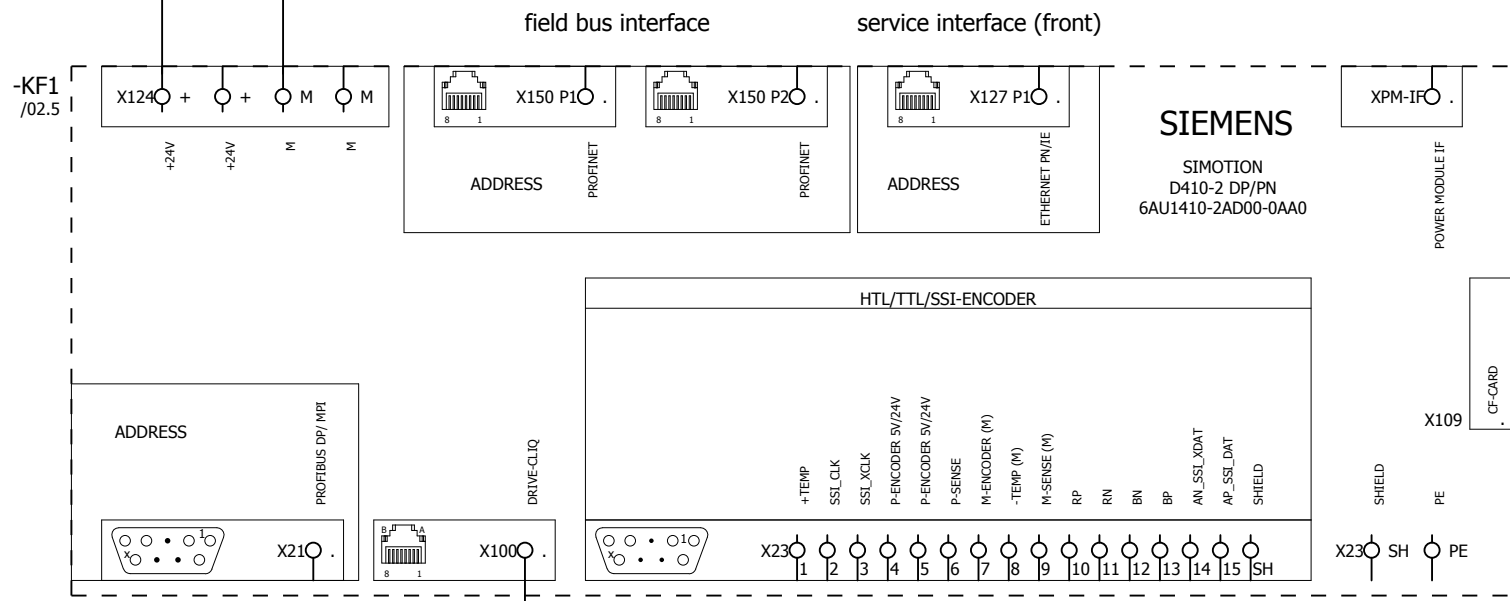 field bus interface
service interface (front)
-KF1
/02.5
X124 + + M M
+24V
+24V
M
M
8 1
X150 P1 .
PROFINET
ADDRESS
8 1
X150 P2 .
PROFINET
8 1
X127 P1 .
ETHERNET PN/IE
ADDRESS
SIEMENS
SIMOTION
D410-2 DP/PN
6AU1410-2AD00-0AA0
XPM-IF .
POWER MODULE IF
HTL/TTL/SSI-ENCODER
CF-CARD
X109 .
ADDRESS
PROFIBUS DP/ MPI
DRIVE-CLIQ
+TEMP
SSI_CLK
SSI_XCLK
P-ENCODER 5V/24V
P-ENCODER 5V/24V
P-SENSE
M-ENCODER (M)
-TEMP (M)
M-SENSE (M)
RP
RN
BN
BP
AN_SSI_XDAT
AP_SSI_DAT
SHIELD
SHIELD
PE
1
x
X21 .
B A
8 1
X100 .
1
x
X23
1 2 3 4 5 6 7 8 9 10 11 12 13 14 15 SH
X23 SH PE